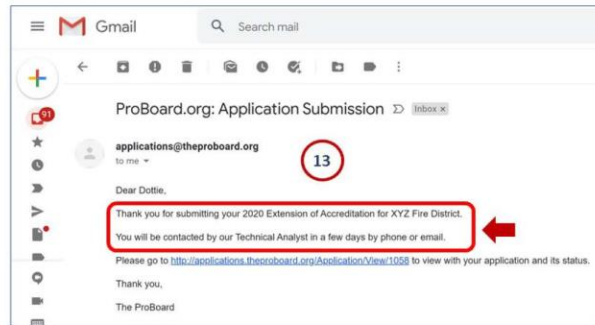 Gmail
Search mail
91
ProBoard.org: Application Submission
Inbox x
applications@theproboard.org
to me
13
Dear Dottie,
Thank you for submitting your 2020 Extension of Accreditation for XYZ Fire District.
You will be contacted by our Technical Analyst in a few days by phone or email.
Please go to http://applications.theproboard.org/Application/View/1058 to view with your application and its status.
Thank you,
The ProBoard